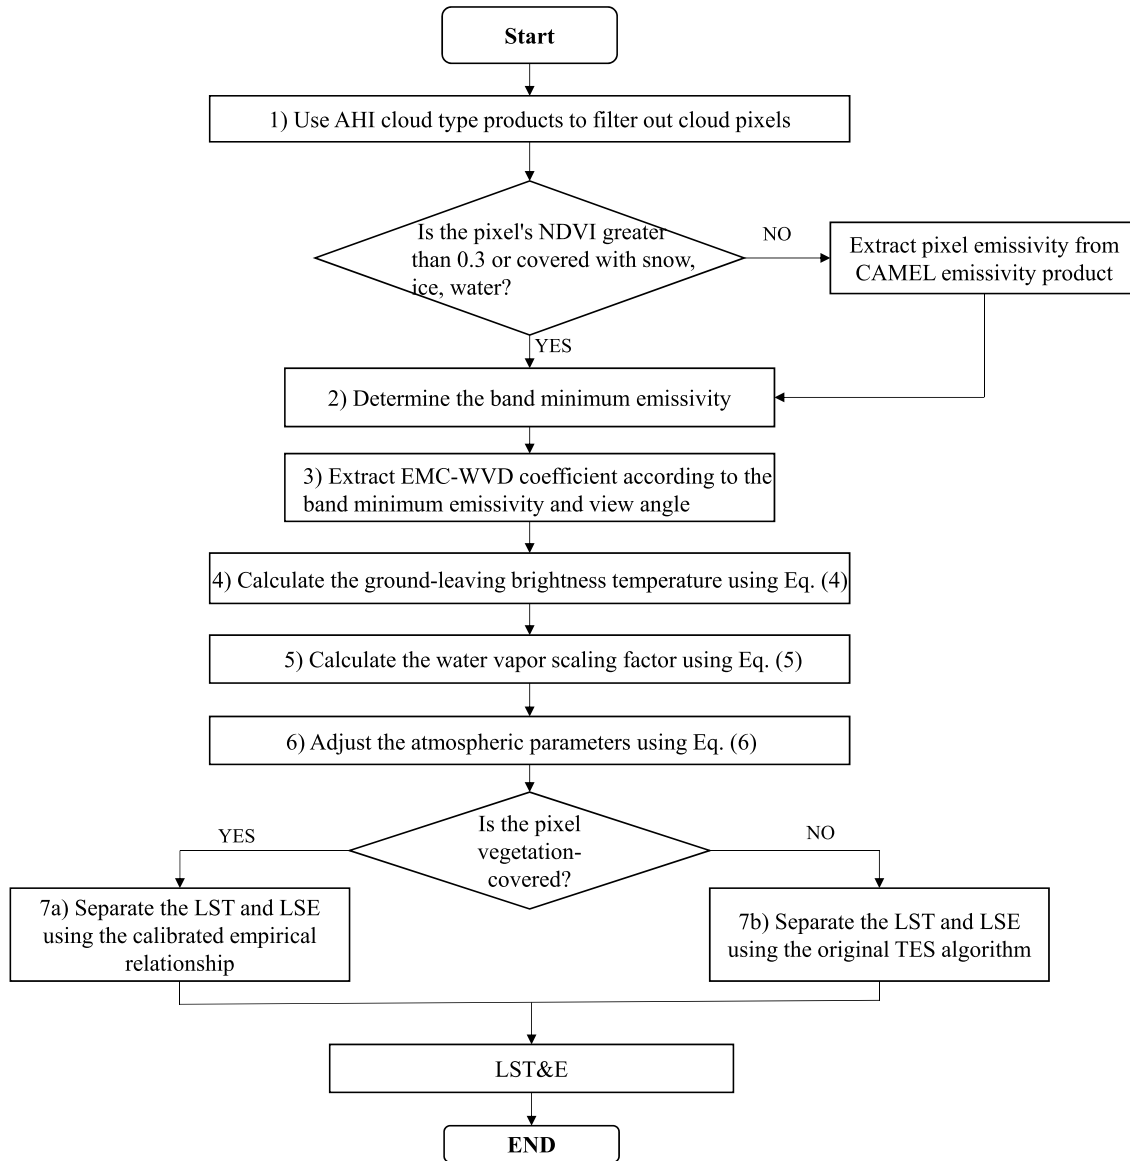 Start
1) Use AHI cloud type products to filter out cloud pixels
Is the pixel's NDVI greater
than 0.3 or covered with snow,
ice, water?
NO
Extract pixel emissivity from
CAMEL emissivity product
YES
2) Determine the band minimum emissivity
3) Extract EMC-WVD coefficient according to the
band minimum emissivity and view angle
4) Calculate the ground-leaving brightness temperature using Eq. (4)
5) Calculate the water vapor scaling factor using Eq. (5)
6) Adjust the atmospheric parameters using Eq. (6)
Is the pixel
vegetation-
covered?
YES
NO
7a) Separate the LST and LSE
using the calibrated empirical
relationship
7b) Separate the LST and LSE
using the original TES algorithm
LST&E
END